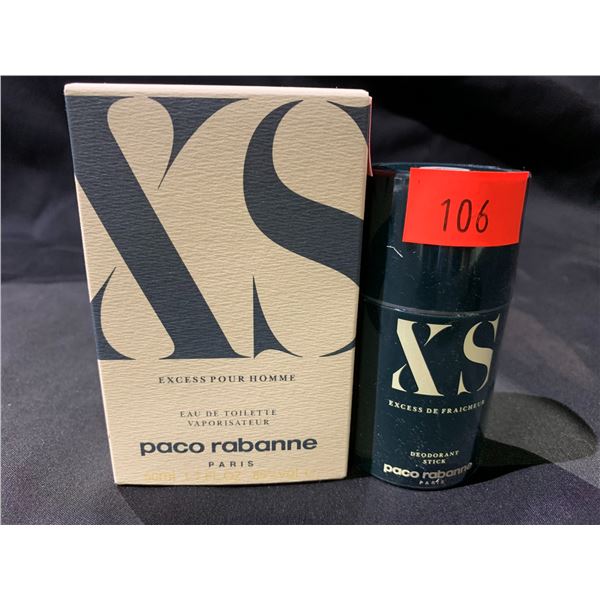 XS
EXCESS POUR HOMME
EAU DE TOILETTE
VAPORISATEUR
paco rabanne
PARIS
106
XS
EXCESS DE FRAICHEUR
DEODORANT
STICK
paco rabanne
PARIS